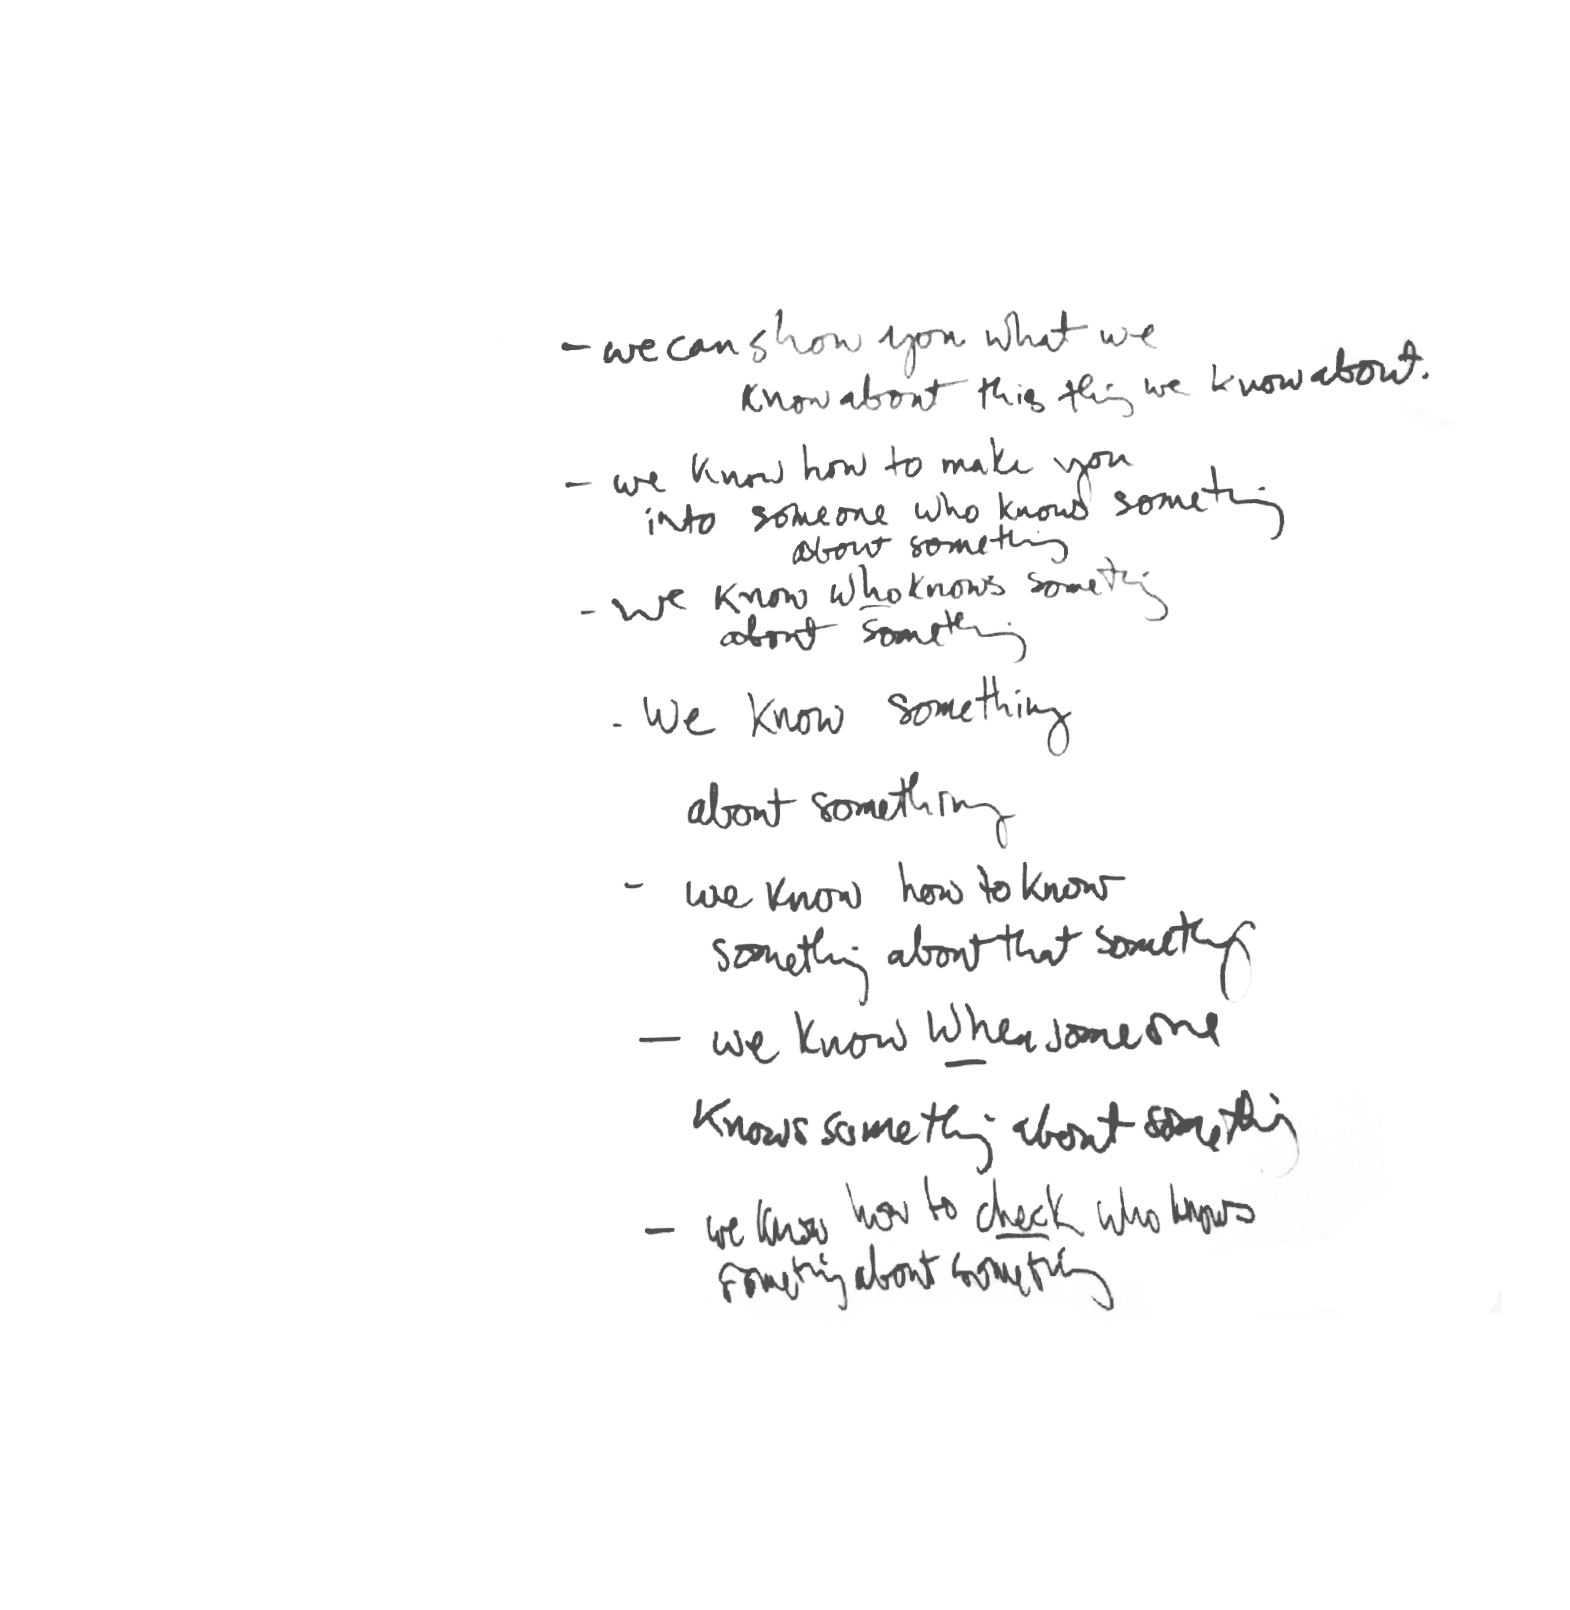 - we can show you what we
know about this thing we know about.
- we know how to make you
into someone who knows something
about something
- we know who knows something
about something
- We know something
about something
- we know how to know
something about that something
- we know when someone
knows something about something
- we know how to check who knows
something about something